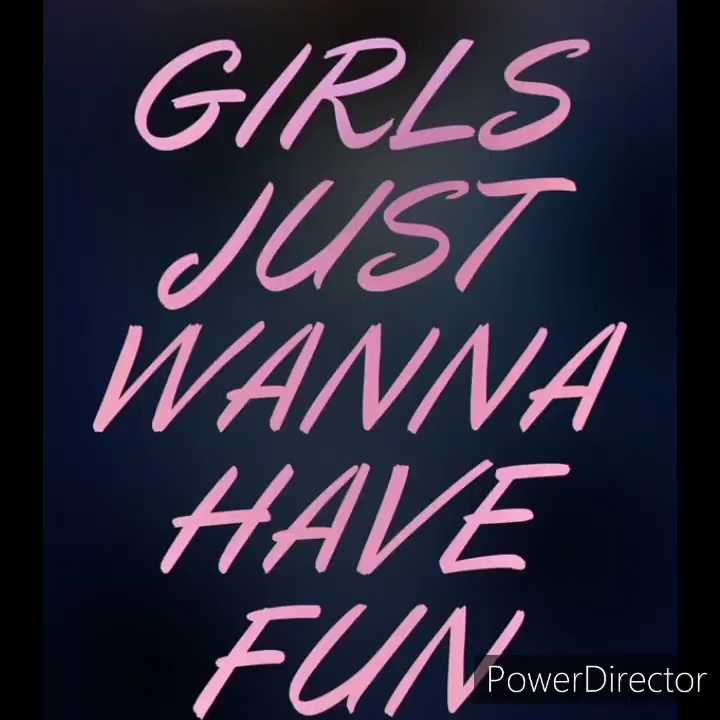 GIRLS
JUST
WANNA
HAVE
FUN
PowerDirector